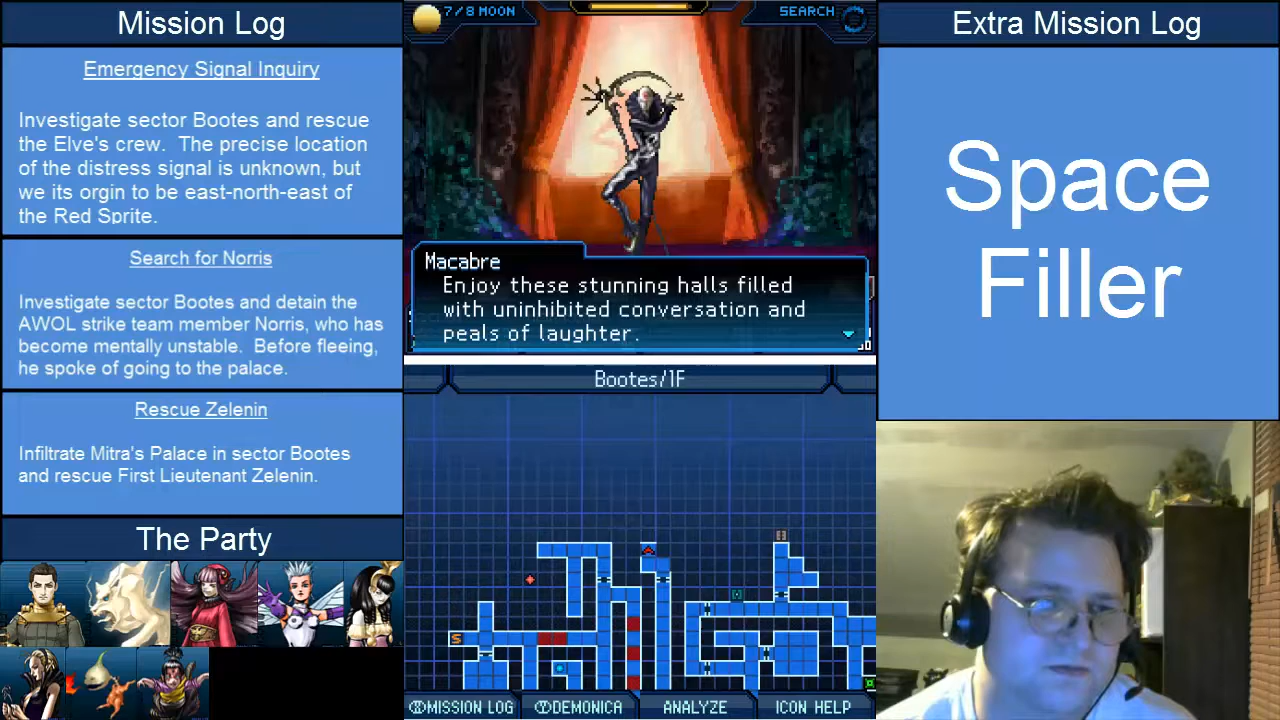 Mission Log
Emergency Signal Inquiry
Investigate sector Bootes and rescue
the Elve's crew. The precise location
of the distress signal is unknown, but
we its orgin to be east-north-east of
the Red Sprite.
Search for Norris
Investigate sector Bootes and detain the
AWOL strike team member Norris, who has
become mentally unstable. Before fleeing,
he spoke of going to the palace.
Rescue Zelenin
Infiltrate Mitra's Palace in sector Bootes
and rescue First Lieutenant Zelenin.
The Party
7/8 MOON
SEARCH
Macabre
Enjoy these stunning halls filled
with uninhibited conversation and
peals of laughter.
Bootes/1F
MISSION LOG
DEMONICA
ANALYZE
ICON HELP
Extra Mission Log
Space
Filler